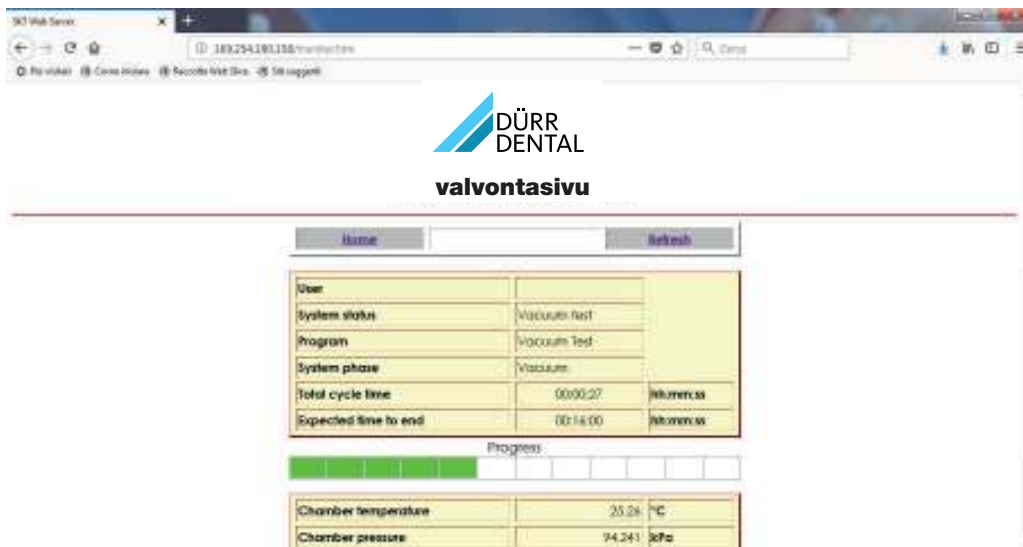 Web Server
DÜRR
DENTAL
valvontasivu
Home Refresh
User
System status Vacuum test
Program Vacuum Test
System phase Vacuum
Total cycle time 00:00:27 hh:mm:ss
Expected time to end 00:16:00 hh:mm:ss
Progress
Chamber temperature 25.26 °C
Chamber pressure 94.241 kPa